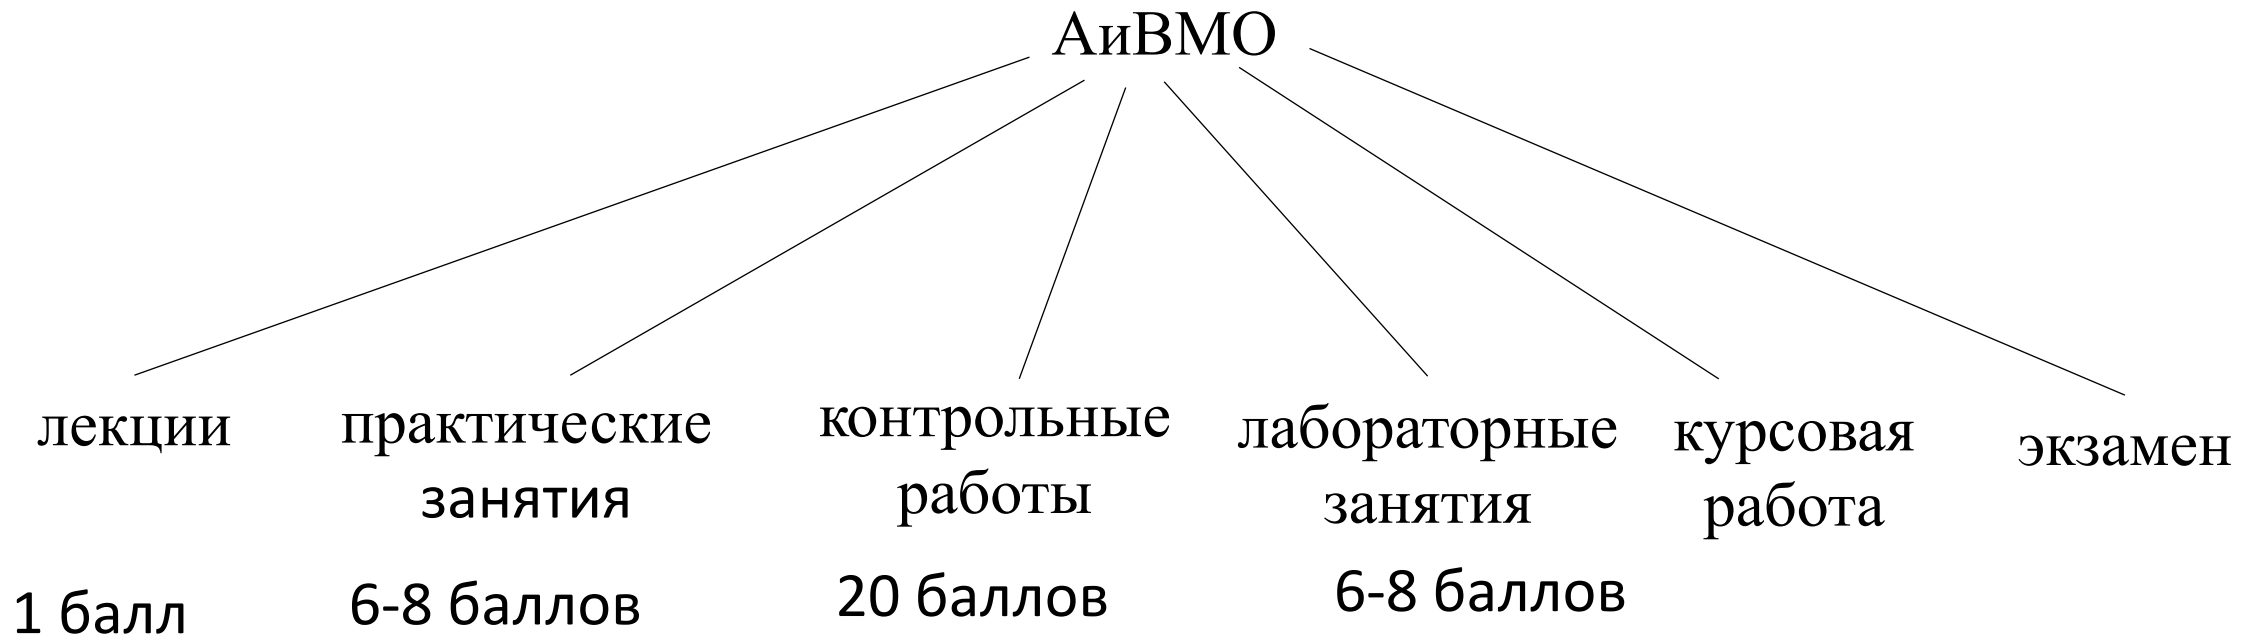 АиВМО
лекции
практические
занятия
контрольные
работы
лабораторные
занятия
курсовая
работа
экзамен
1 балл
6-8 баллов
20 баллов
6-8 баллов